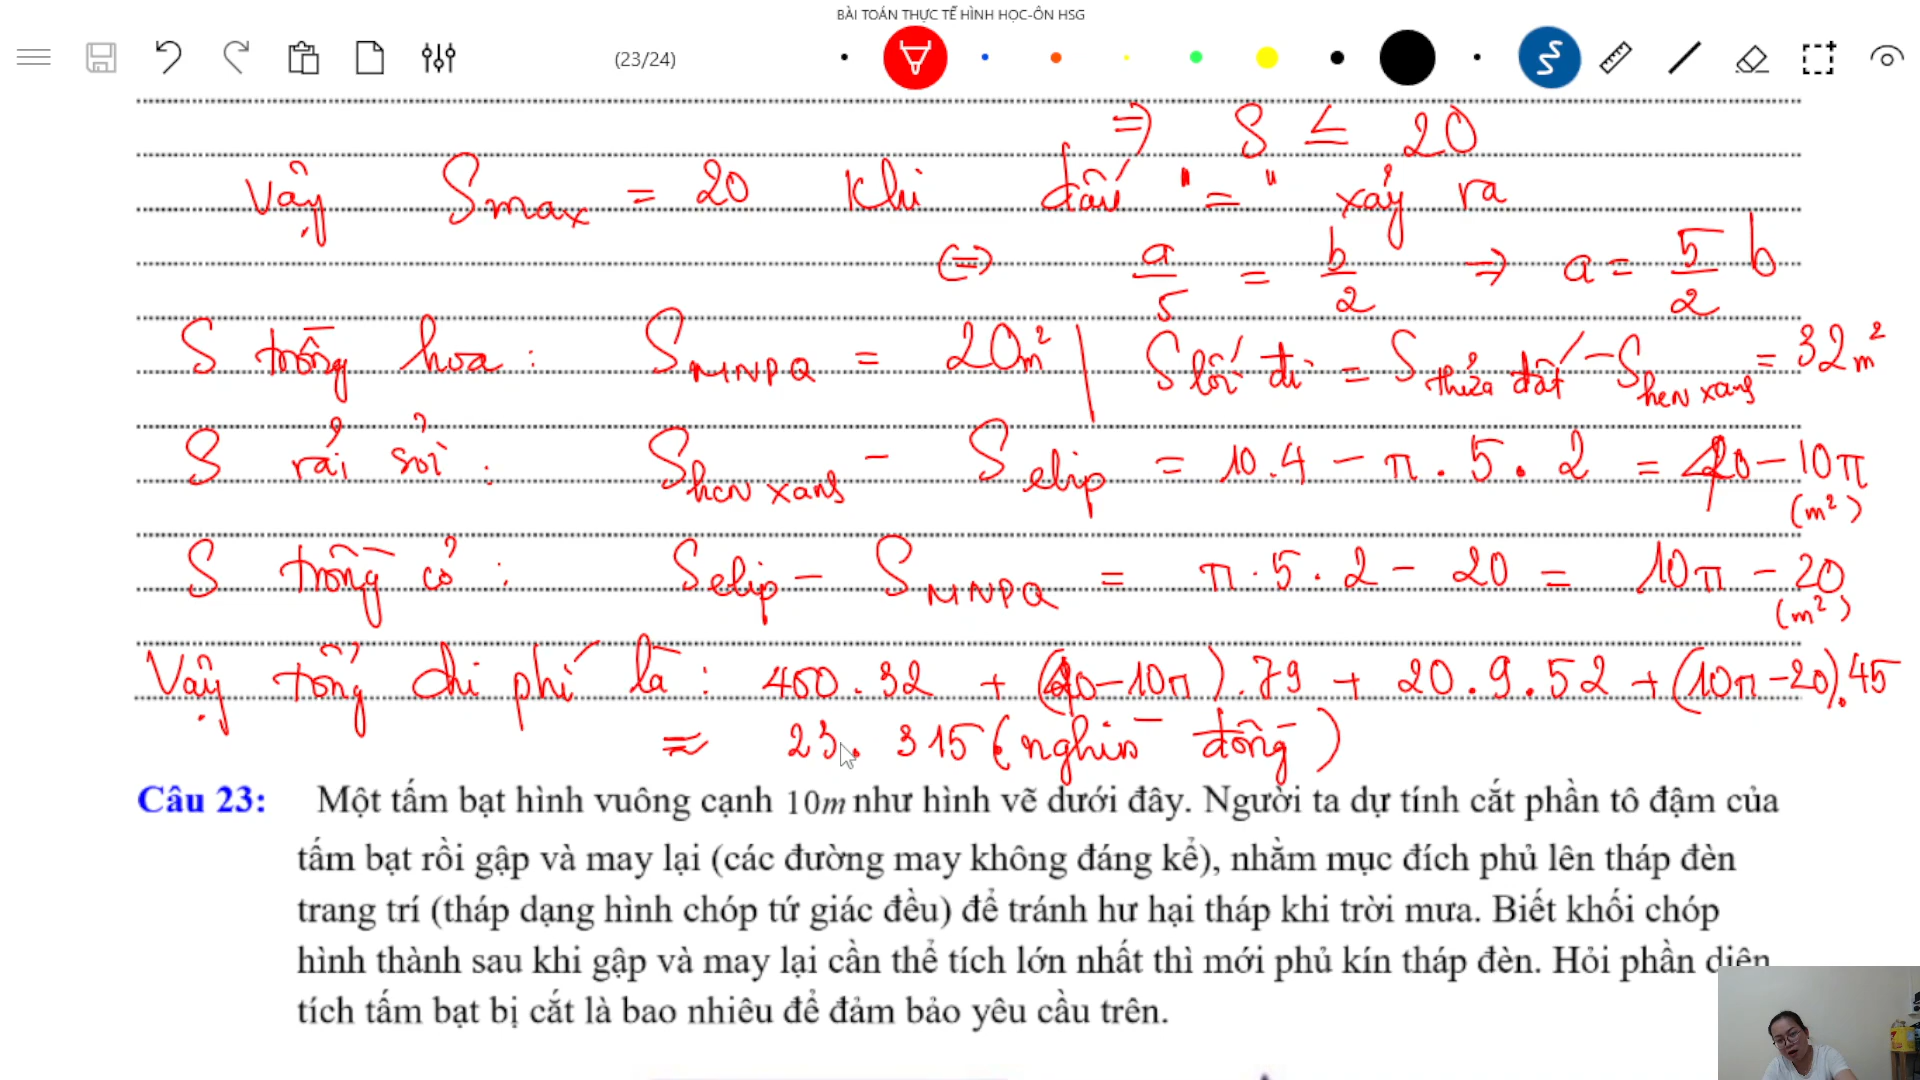 BÀI TOÁN THỰC TẾ HÌNH HỌC-ÔN HSG
(23/24)
=> S ≤ 20
Vậy Smax = 20 khi dấu "=" xảy ra
<=> a/5 = b/2 => a = 5/2 b
S trồng hoa: S MNPQ = 20m² | S lối đi = S thửa đất - S hcn xanh = 32m²
S rải sỏi: S hcn xanh - S elip = 10.4 - π.5.2 = 40-10π (m²)
S trồng cỏ: S elip - S MNPQ = π.5.2 - 20 = 10π - 20 (m²)
Vậy tổng chi phí là: 400.32 + (40-10π).79 + 20.9.52 + (10π-20).45
≈ 23.315 (nghìn đồng)
Câu 23: Một tấm bạt hình vuông cạnh 10m như hình vẽ dưới đây. Người ta dự tính cắt phần tô đậm của
tấm bạt rồi gập và may lại (các đường may không đáng kể), nhằm mục đích phủ lên tháp đèn
trang trí (tháp dạng hình chóp tứ giác đều) để tránh hư hại tháp khi trời mưa. Biết khối chóp
hình thành sau khi gập và may lại cần thể tích lớn nhất thì mới phủ kín tháp đèn. Hỏi phần diện
tích tấm bạt bị cắt là bao nhiêu để đảm bảo yêu cầu trên.